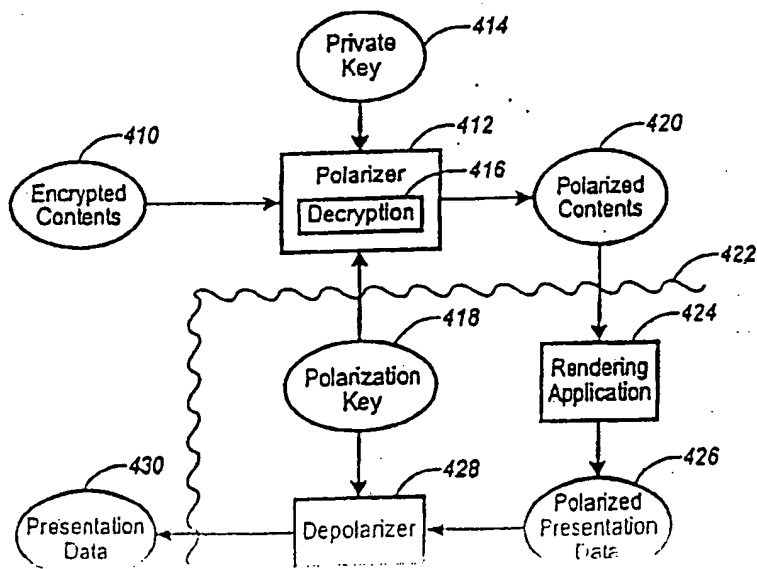 414
Private
Key
410
412
420
Encrypted
Contents
Polarizer
416
Decryption
Polarized
Contents
422
418
424
Polarization
Key
Rendering
Application
430
428
426
Presentation
Data
Depolarizer
Polarized
Presentation
Data